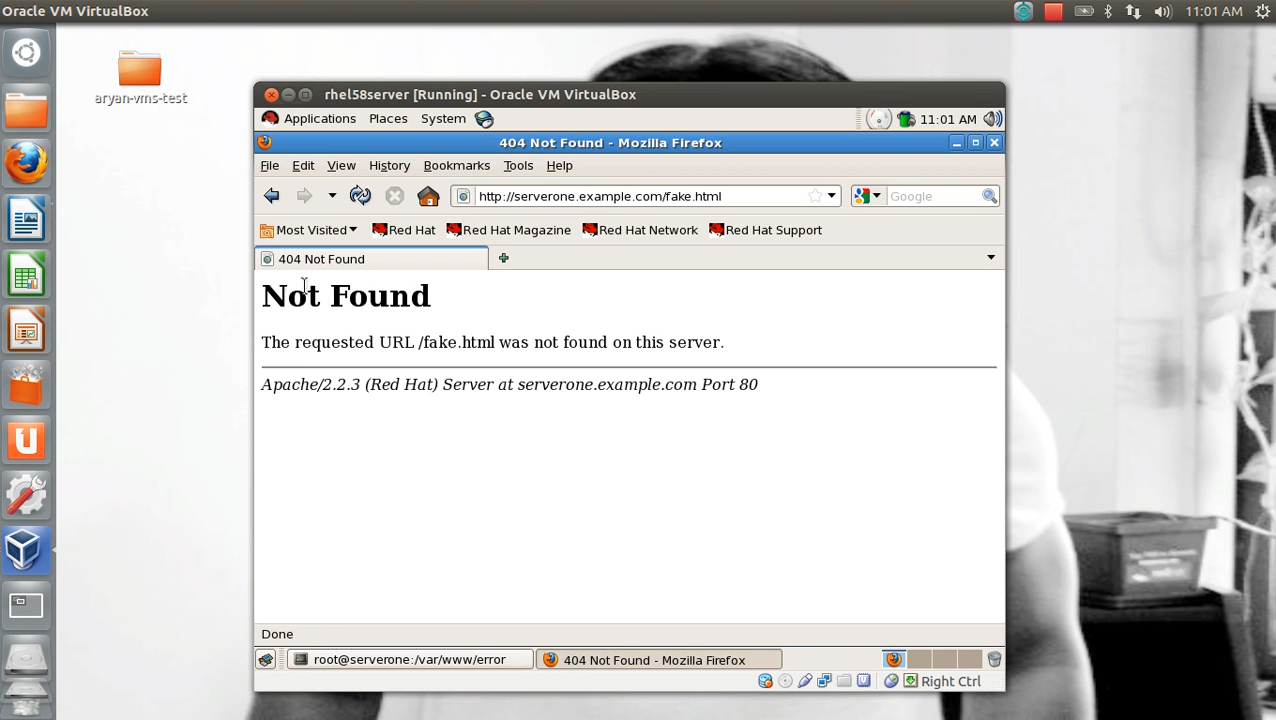 Oracle VM VirtualBox
11:01 AM
aryan-vms-test
rhel58server [Running] - Oracle VM VirtualBox
Applications Places System
11:01 AM
404 Not Found - Mozilla Firefox
File Edit View History Bookmarks Tools Help
http://serverone.example.com/fake.html
Google
Most Visited Red Hat Red Hat Magazine Red Hat Network Red Hat Support
404 Not Found
Not Found
The requested URL /fake.html was not found on this server.
Apache/2.2.3 (Red Hat) Server at serverone.example.com Port 80
Done
root@serverone:/var/www/error
404 Not Found - Mozilla Firefox
Right Ctrl